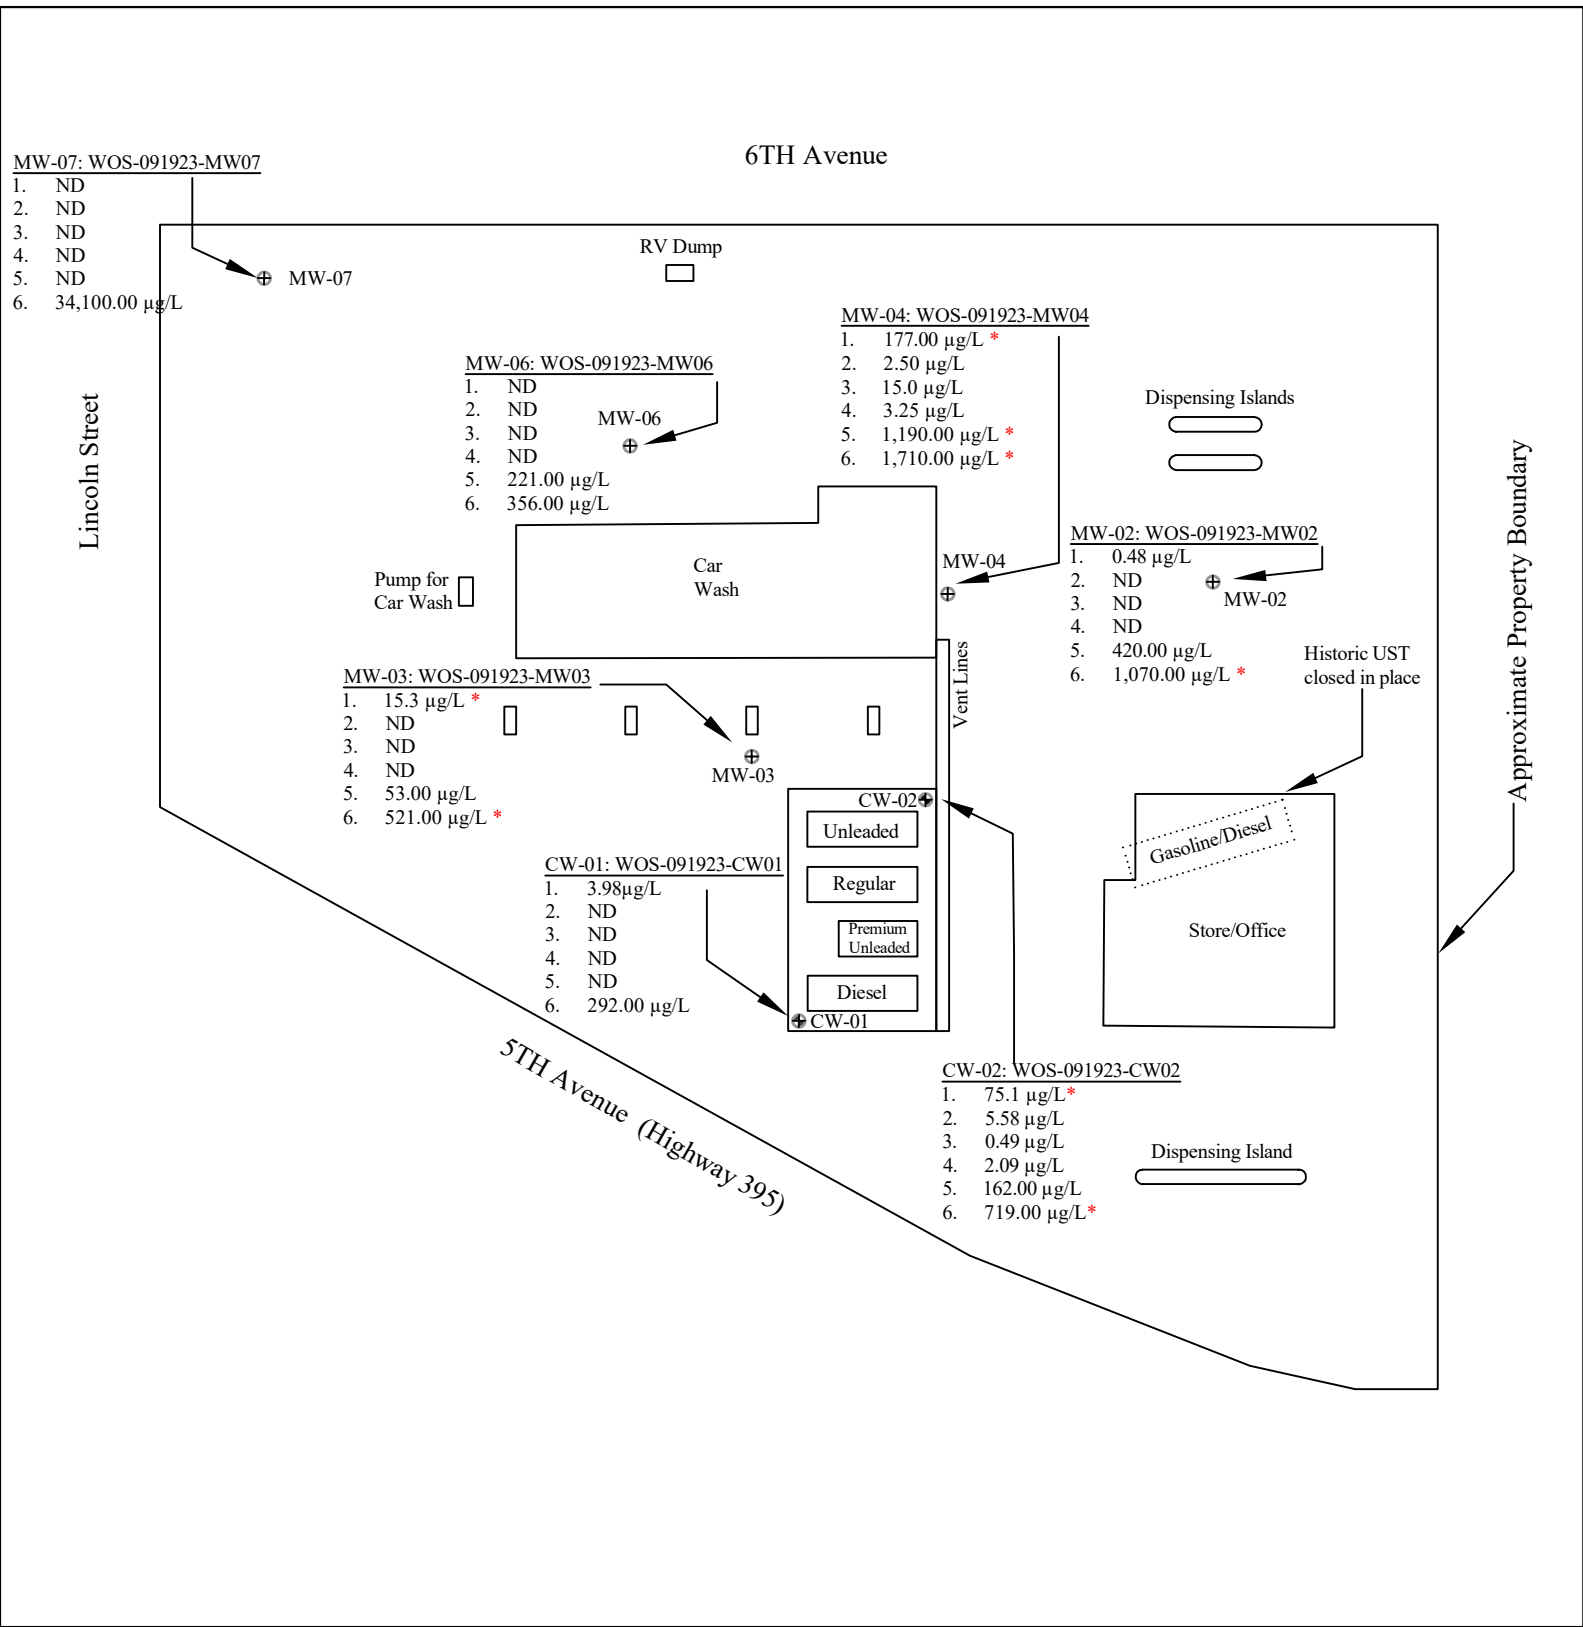 6TH Avenue
MW-07: WOS-091923-MW07
1. ND
2. ND
3. ND
4. ND
5. ND
6. 34,100.00 µg/L
MW-07
RV Dump
MW-04: WOS-091923-MW04
1. 177.00 µg/L *
2. 2.50 µg/L
3. 15.0 µg/L
4. 3.25 µg/L
5. 1,190.00 µg/L *
6. 1,710.00 µg/L *
MW-06: WOS-091923-MW06
1. ND
2. ND
3. ND
4. ND
5. 221.00 µg/L
6. 356.00 µg/L
MW-06
Dispensing Islands
Lincoln Street
Approximate Property Boundary
MW-02: WOS-091923-MW02
1. 0.48 µg/L
2. ND
3. ND
4. ND
5. 420.00 µg/L
6. 1,070.00 µg/L *
MW-02
MW-04
Car
Wash
Pump for
Car Wash
Historic UST
closed in place
Vent Lines
MW-03: WOS-091923-MW03
1. 15.3 µg/L *
2. ND
3. ND
4. ND
5. 53.00 µg/L
6. 521.00 µg/L *
MW-03
CW-02
Unleaded
Regular
Premium
Unleaded
Diesel
CW-01
Gasoline/Diesel
Store/Office
CW-01: WOS-091923-CW01
1. 3.98µg/L
2. ND
3. ND
4. ND
5. ND
6. 292.00 µg/L
5TH Avenue (Highway 395)
CW-02: WOS-091923-CW02
1. 75.1 µg/L*
2. 5.58 µg/L
3. 0.49 µg/L
4. 2.09 µg/L
5. 162.00 µg/L
6. 719.00 µg/L*
Dispensing Island